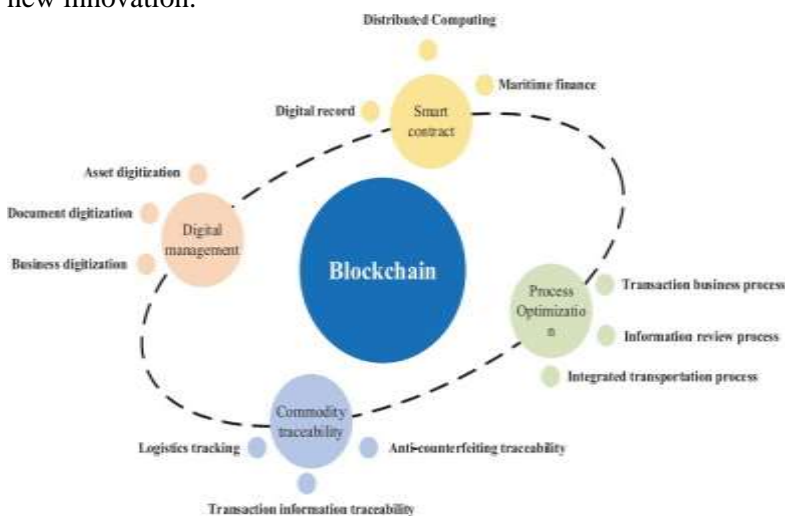 new innovation.
Distributed Computing
Maritime finance
Digital record
Smart
contract
Asset digitization
Document digitization
Business digitization
Digital
management
Blockchain
Process
Optimizatio
n
Transaction business process
Information review process
Integrated transportation process
Commodity
traceability
Logistics tracking
Anti-counterfeiting traceability
Transaction information traceability